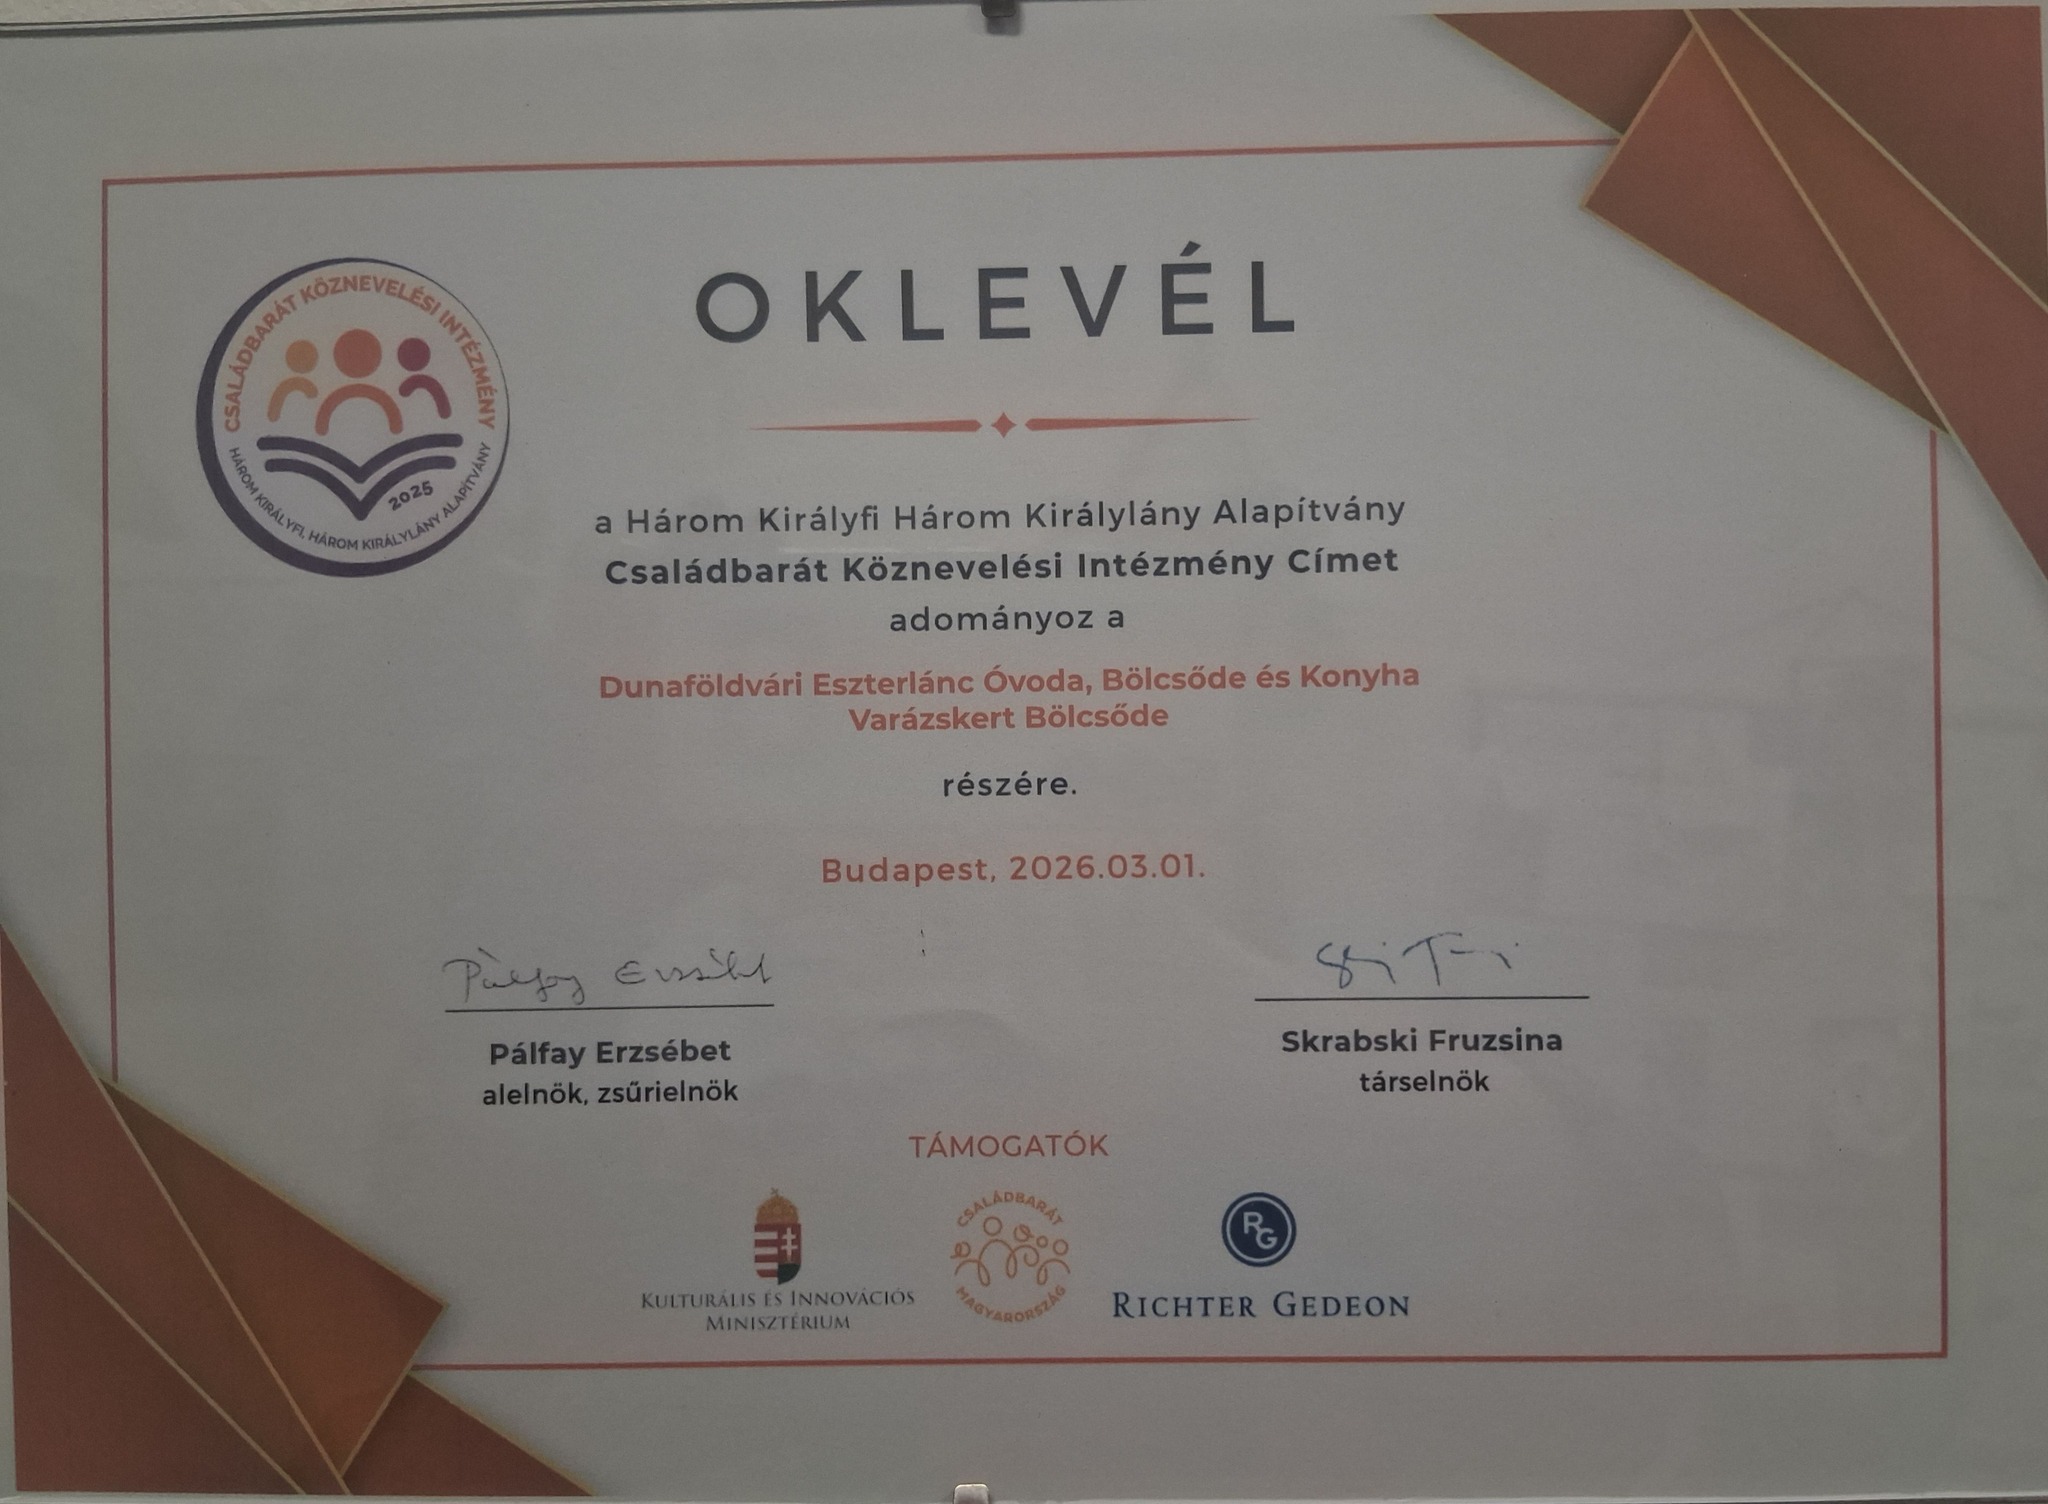 CSALÁDBARÁT KÖZNEVELÉSI INTÉZMÉNY
2025
HÁROM KIRÁLYFI, HÁROM KIRÁLYLÁNY ALAPÍTVÁNY
OKLEVÉL
a Három Királyfi Három Királylány Alapítvány
Családbarát Köznevelési Intézmény Címet
adományoz a
Dunaföldvári Eszterlánc Óvoda, Bölcsőde és Konyha
Varázskert Bölcsőde
részére.
Budapest, 2026.03.01.
Pálfay Erzsébet
Pálfay Erzsébet
alelnök, zsűrielnök
Skrabski Fruzsina
társelnök
TÁMOGATÓK
KULTURÁLIS ÉS INNOVÁCIÓS
MINISZTÉRIUM
CSALÁDBARÁT
MAGYARORSZÁG
RG
RICHTER GEDEON